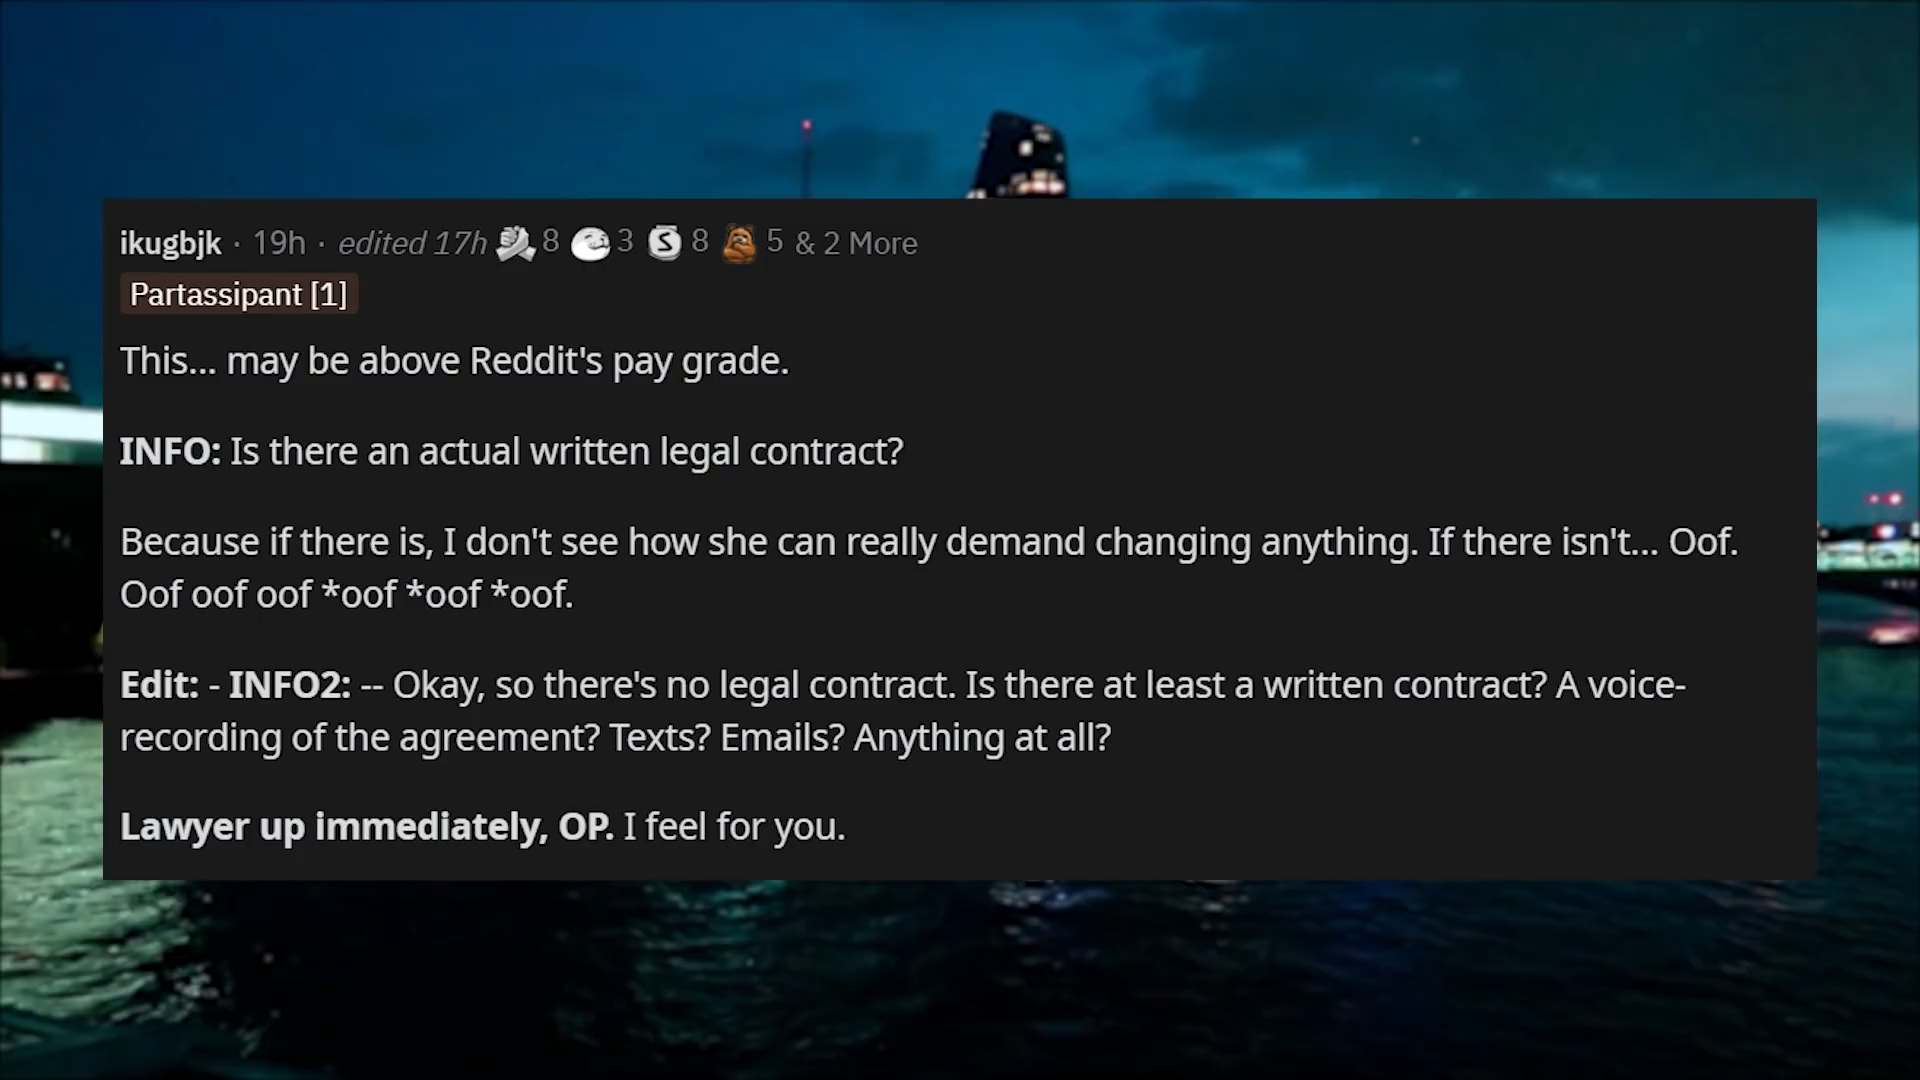 ikugbjk · 19h · edited 17h 8 3 S 8 5 & 2 More
Partassipant [1]
This... may be above Reddit's pay grade.
INFO: Is there an actual written legal contract?
Because if there is, I don't see how she can really demand changing anything. If there isn't... Oof.
Oof oof oof *oof *oof *oof.
Edit: - INFO2: -- Okay, so there's no legal contract. Is there at least a written contract? A voice-
recording of the agreement? Texts? Emails? Anything at all?
Lawyer up immediately, OP. I feel for you.